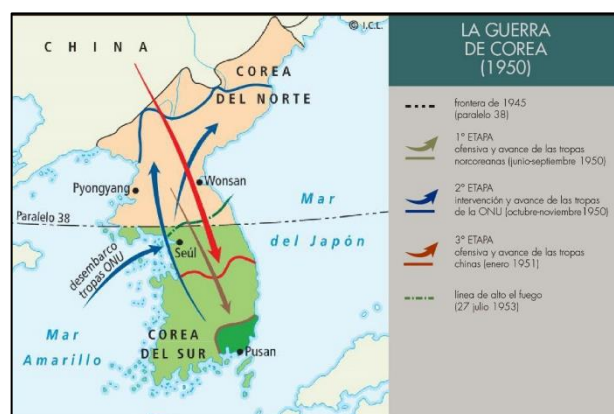 © I.C.L.
CHINA
COREA
DEL NORTE
Pyongyang
Wonsan
Mar
del Japón
Paralelo 38
Seúl
desembarco
tropas ONU
Mar
Amarillo
COREA
DEL SUR
Pusan
LA GUERRA
DE COREA
(1950)
frontera de 1945
(paralelo 38)
1ª ETAPA
ofensiva y avance de las tropas
norcoreanas (junio-septiembre 1950)
2ª ETAPA
intervención y avance de las tropas
de la ONU (octubre-noviembre1950)
3ª ETAPA
ofensiva y avance de las tropas
chinas (enero 1951)
línea de alto el fuego
(27 julio 1953)